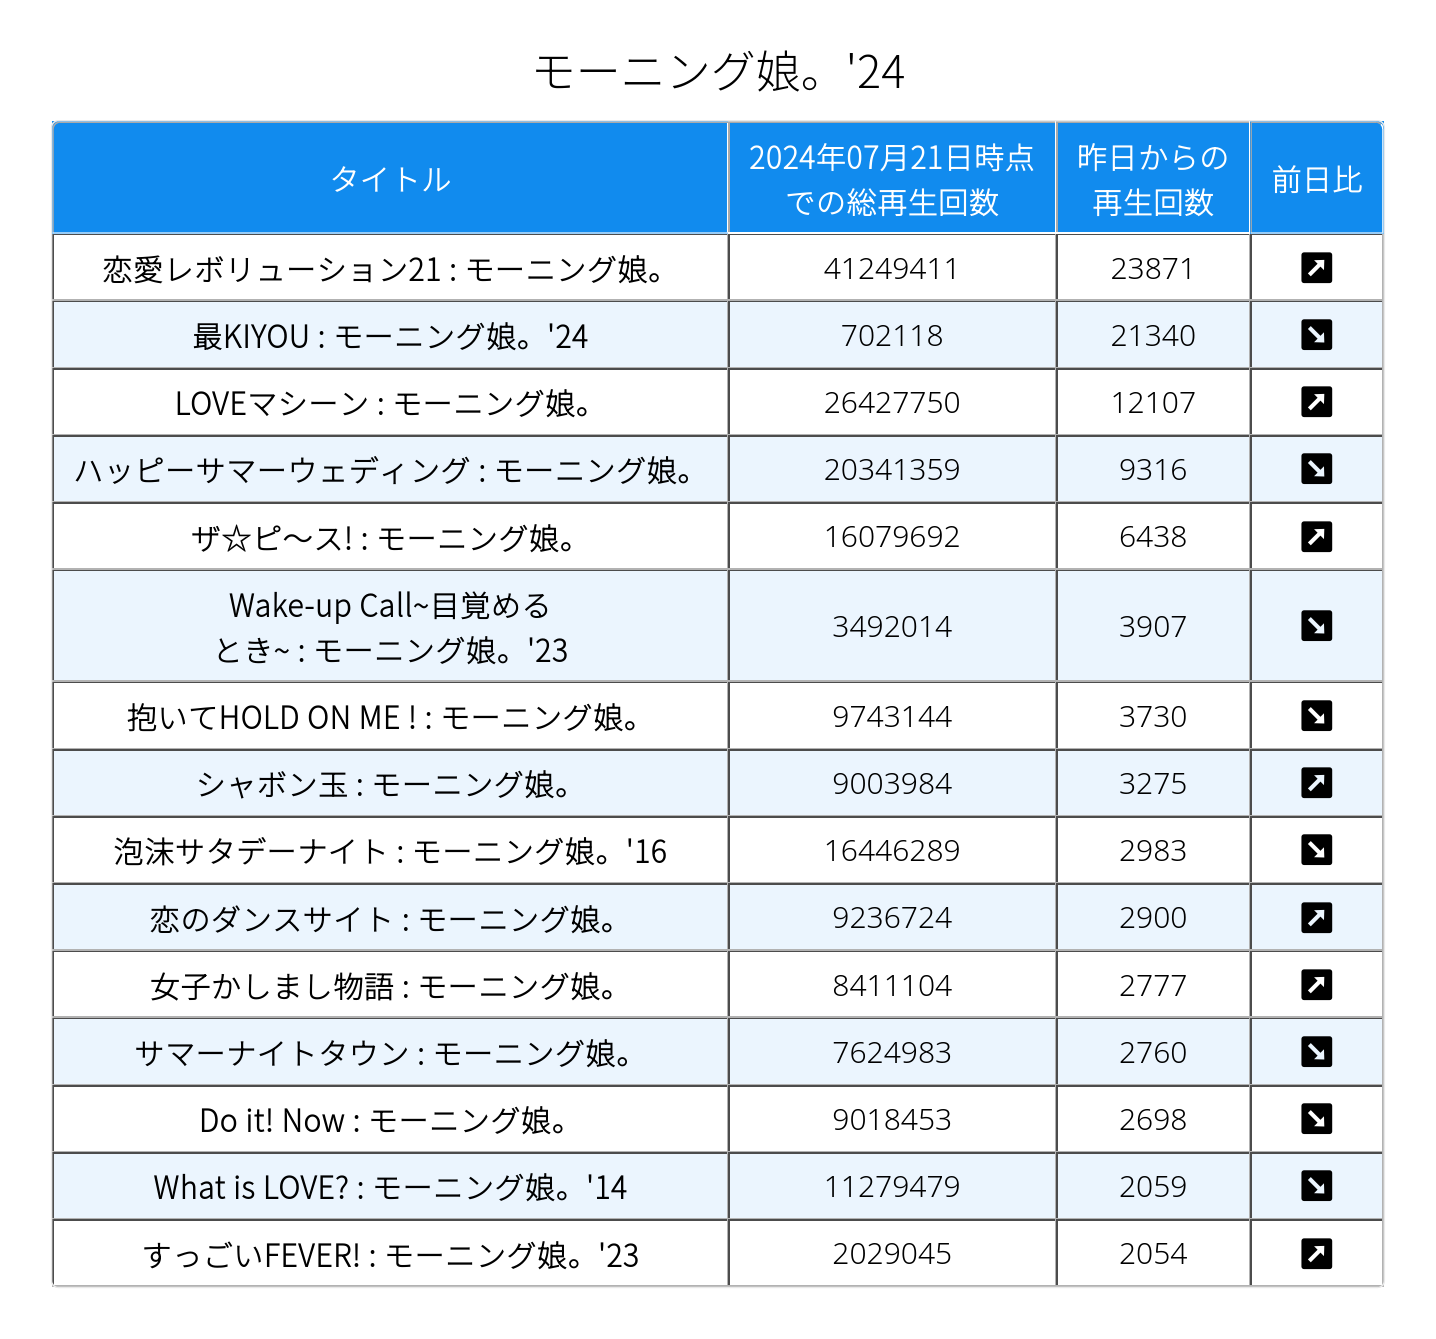 モーニング娘。'24
タイトル
2024年07月21日時点
での総再生回数
昨日からの
再生回数
前日比
恋愛レボリューション21 : モーニング娘。 41249411 23871 ↗
最KIYOU : モーニング娘。'24 702118 21340 ↘
LOVEマシーン : モーニング娘。 26427750 12107 ↗
ハッピーサマーウェディング : モーニング娘。 20341359 9316 ↘
ザ☆ピ〜ス! : モーニング娘。 16079692 6438 ↗
Wake-up Call~目覚める
とき~ : モーニング娘。'23 3492014 3907 ↘
抱いてHOLD ON ME ! : モーニング娘。 9743144 3730 ↘
シャボン玉 : モーニング娘。 9003984 3275 ↗
泡沫サタデーナイト : モーニング娘。'16 16446289 2983 ↘
恋のダンスサイト : モーニング娘。 9236724 2900 ↗
女子かしまし物語 : モーニング娘。 8411104 2777 ↗
サマーナイトタウン : モーニング娘。 7624983 2760 ↘
Do it! Now : モーニング娘。 9018453 2698 ↘
What is LOVE? : モーニング娘。'14 11279479 2059 ↘
すっごいFEVER! : モーニング娘。'23 2029045 2054 ↗